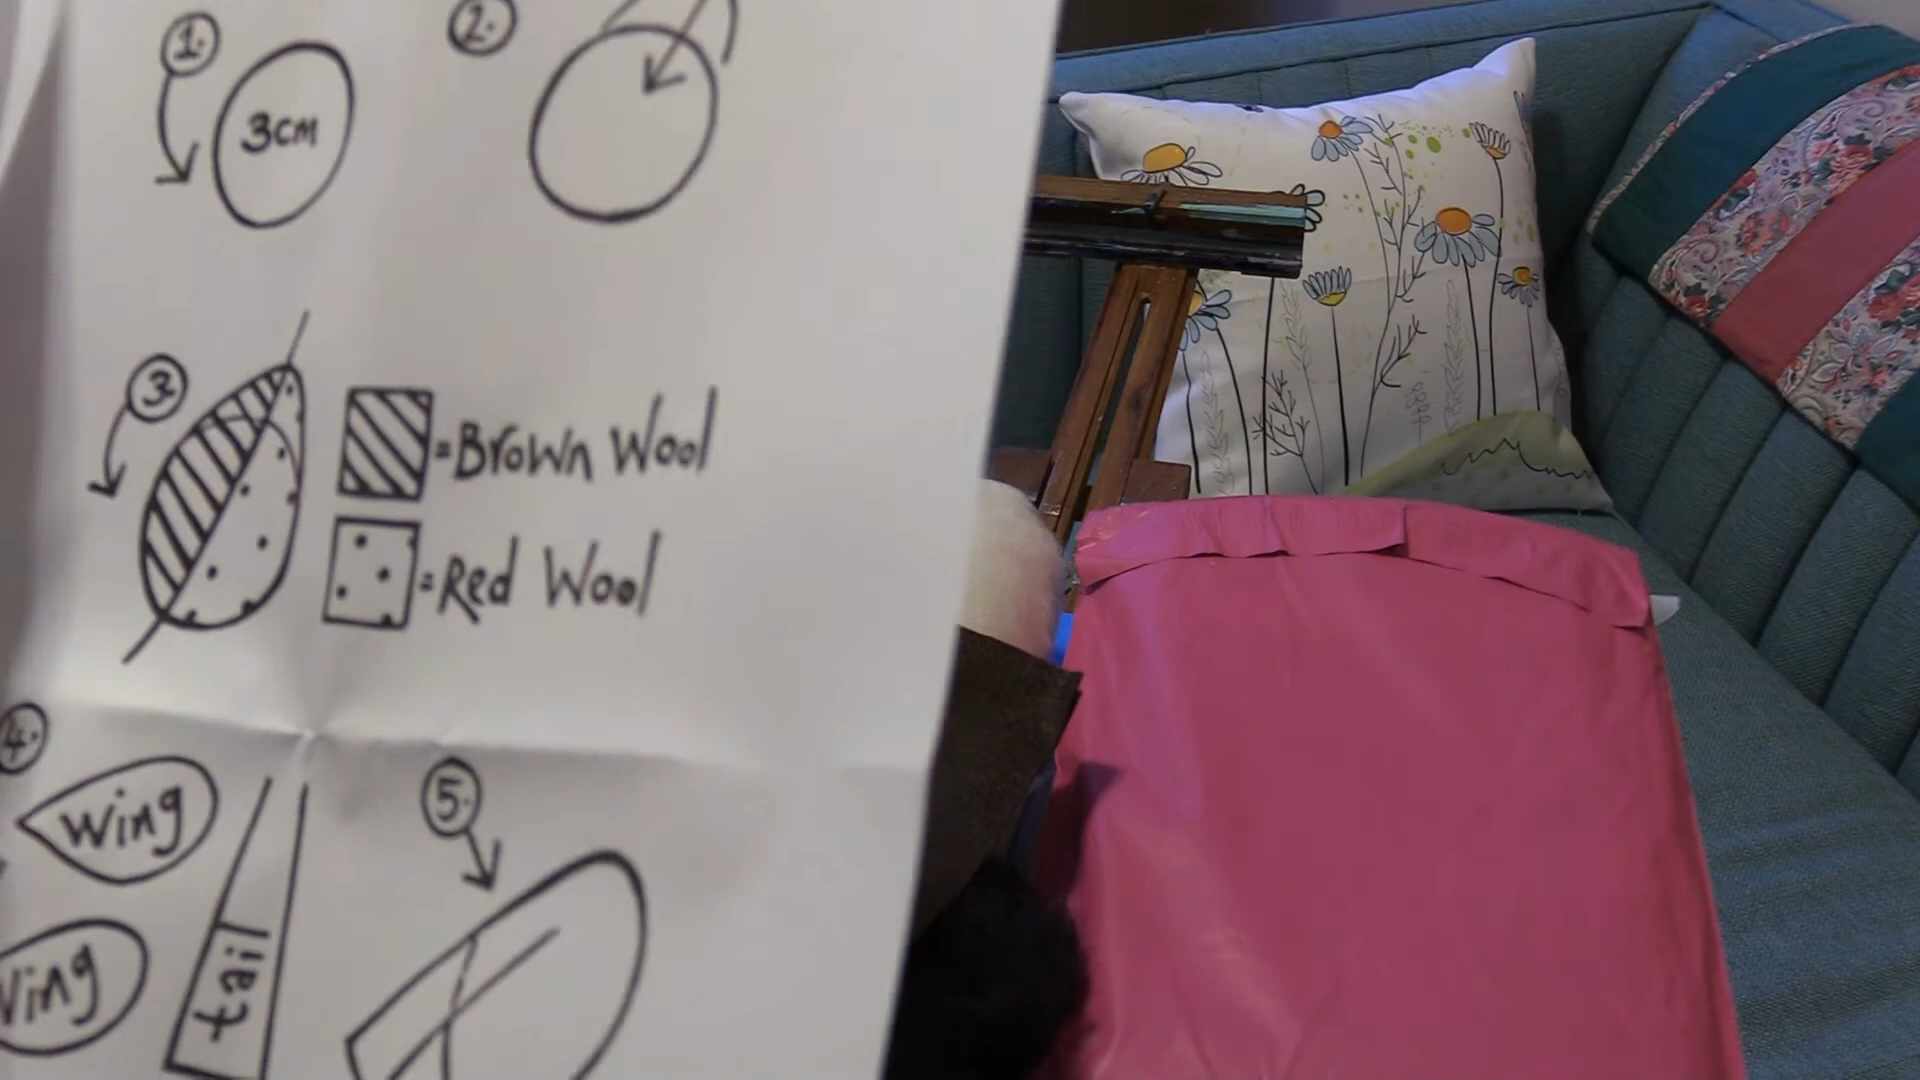 1.
2.
3cm
3.
=Brown Wool
=Red Wool
4.
5.
Wing
Wing
tail